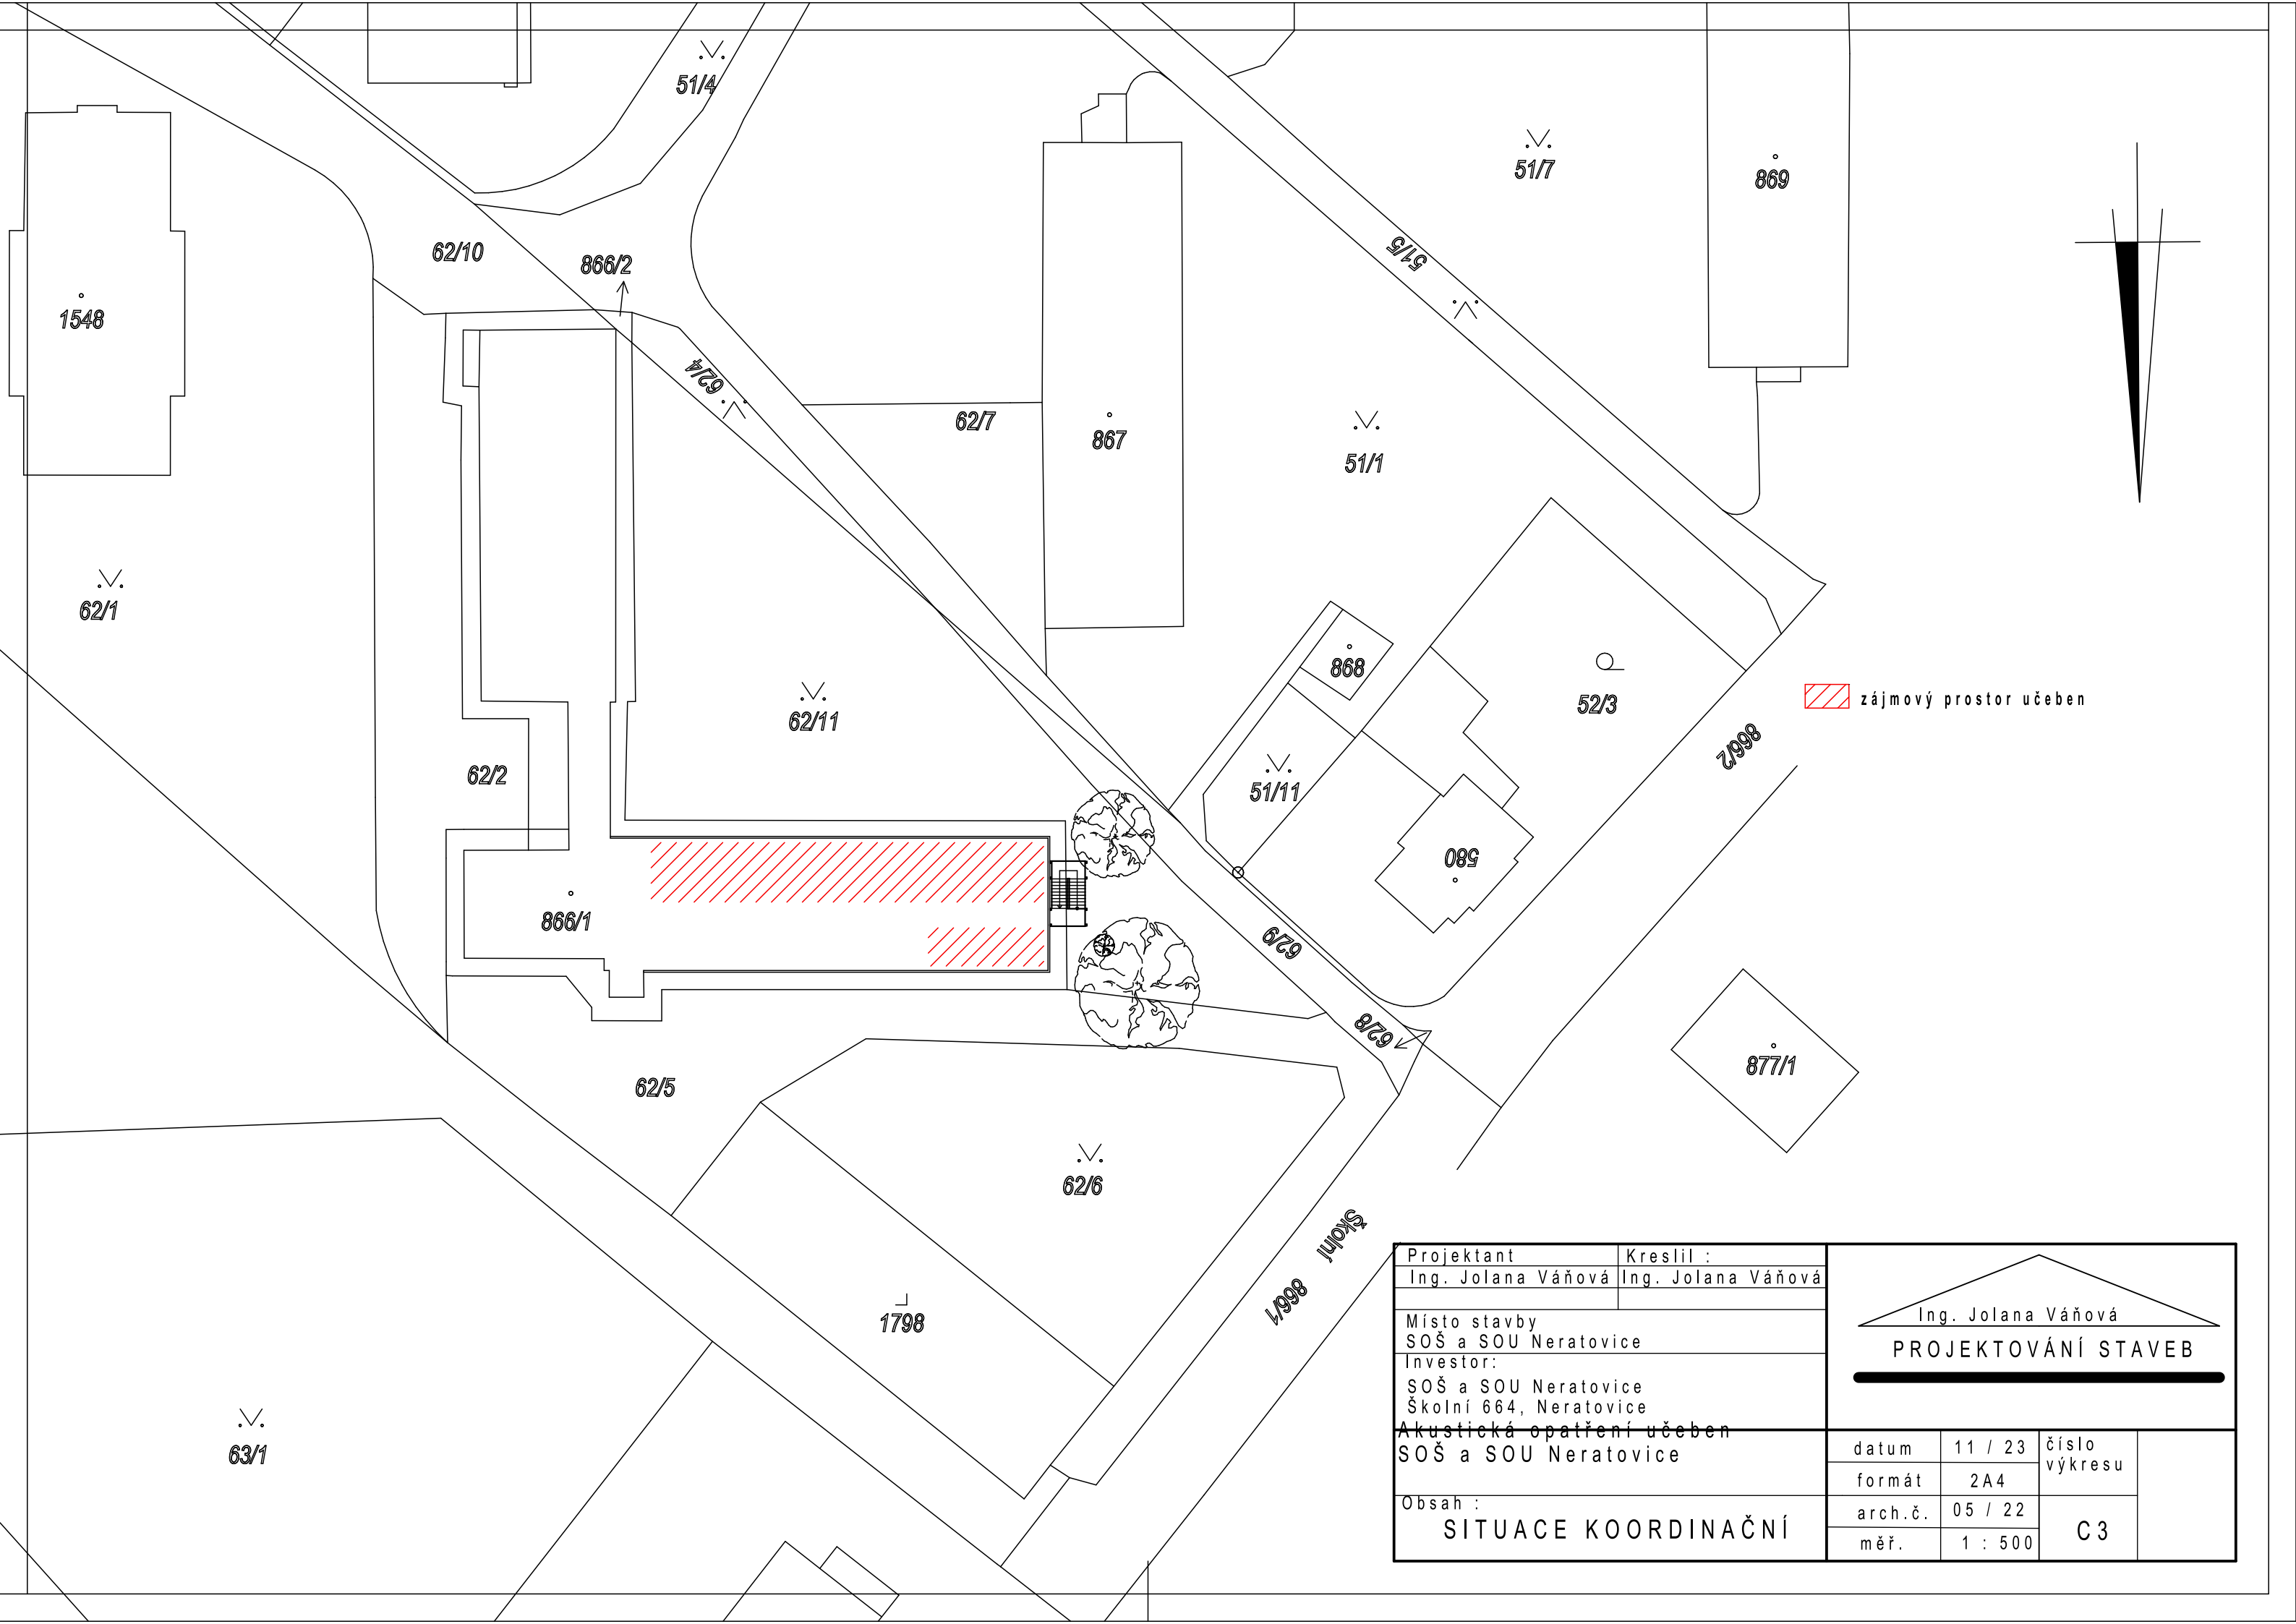 51/4
51/7
869
62/10
866/2
51/5
1548
62/4
62/7
867
51/1
62/1
868
52/3
zájmový prostor učeben
62/11
866/2
62/2
51/11
580
866/1
62/9
62/8
877/1
62/5
62/6
Školní
866/1
1798
63/1
Projektant Kreslil :
Ing. Jolana Váňová Ing. Jolana Váňová
Místo stavby
SOŠ a SOU Neratovice
Investor:
SOŠ a SOU Neratovice
Školní 664, Neratovice
Akustická opatření učeben
SOŠ a SOU Neratovice
Obsah :
SITUACE KOORDINAČNÍ
Ing. Jolana Váňová
PROJEKTOVÁNÍ STAVEB
datum 11 / 23
formát 2A4
arch.č. 05 / 22
měř. 1 : 500
číslo
výkresu
C3